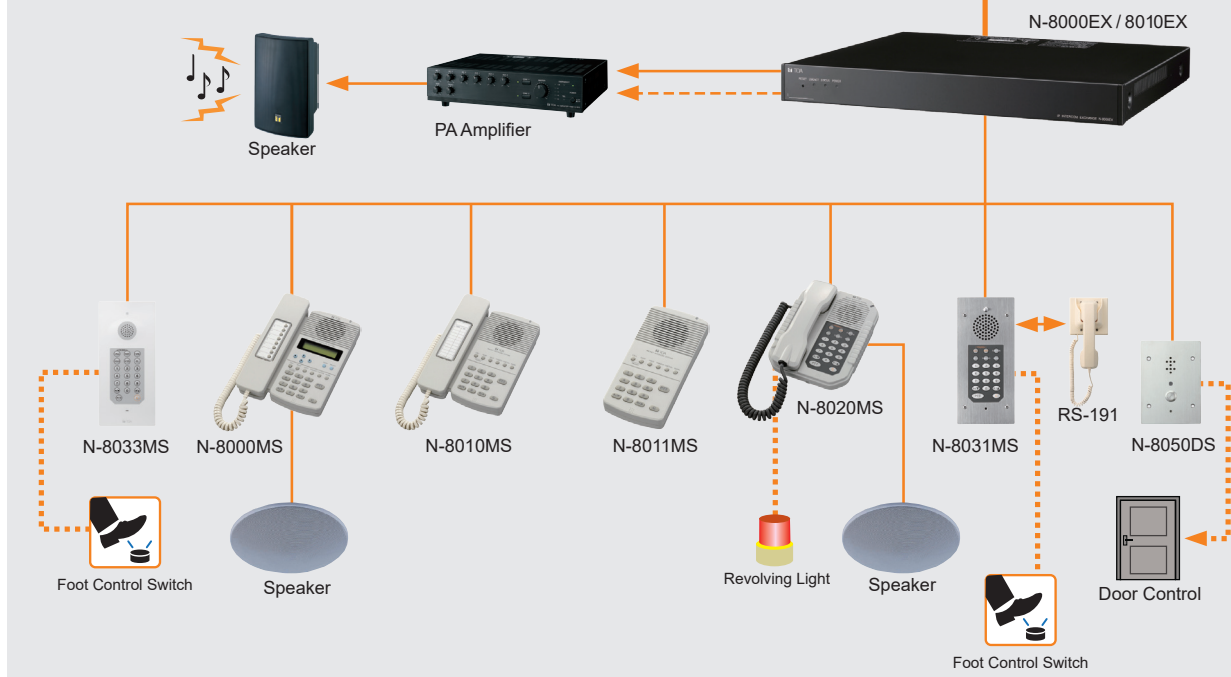 N-8000EX / 8010EX
PA Amplifier
Speaker
N-8033MS
N-8000MS
N-8010MS
N-8011MS
N-8020MS
N-8031MS
RS-191
N-8050DS
Foot Control Switch
Speaker
Revolving Light
Speaker
Door Control
Foot Control Switch